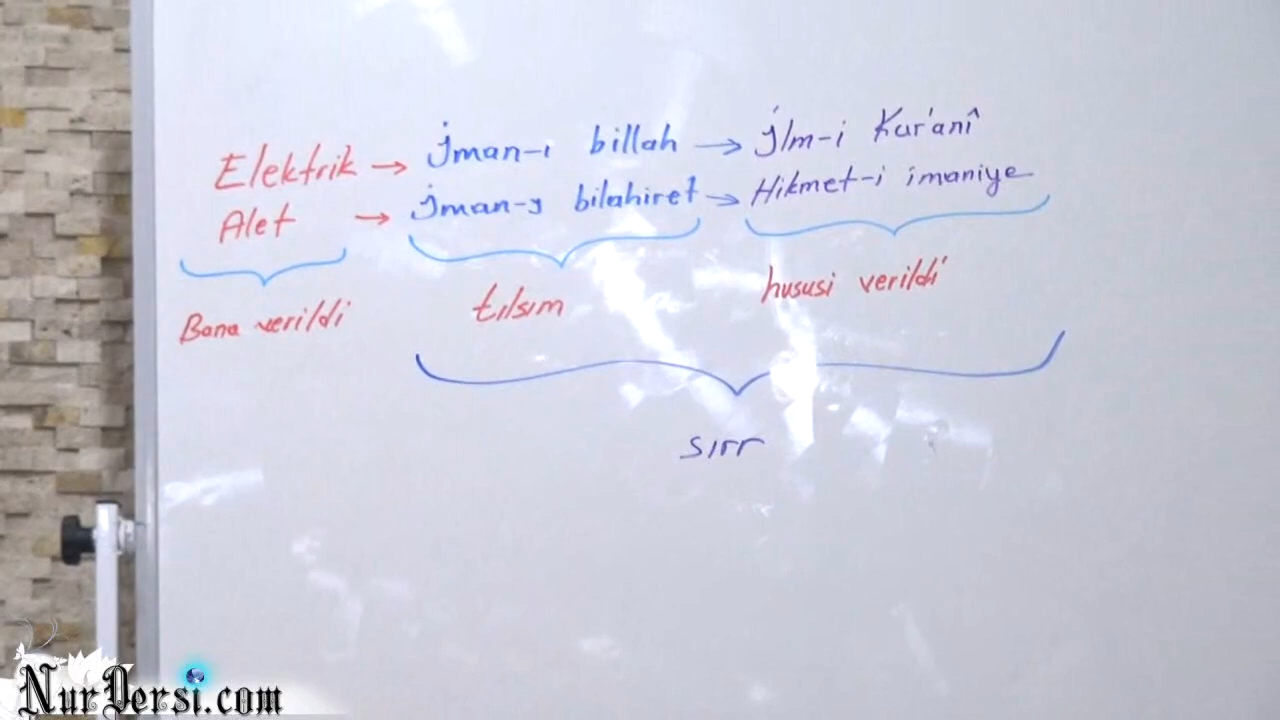 Elektrik → İman-ı billah → İlm-i Kur'anî
Alet → İman-ı bilahiret → Hikmet-i imaniye
Bana verildi tılsım hususi verildi
sırr
NurDersi.com